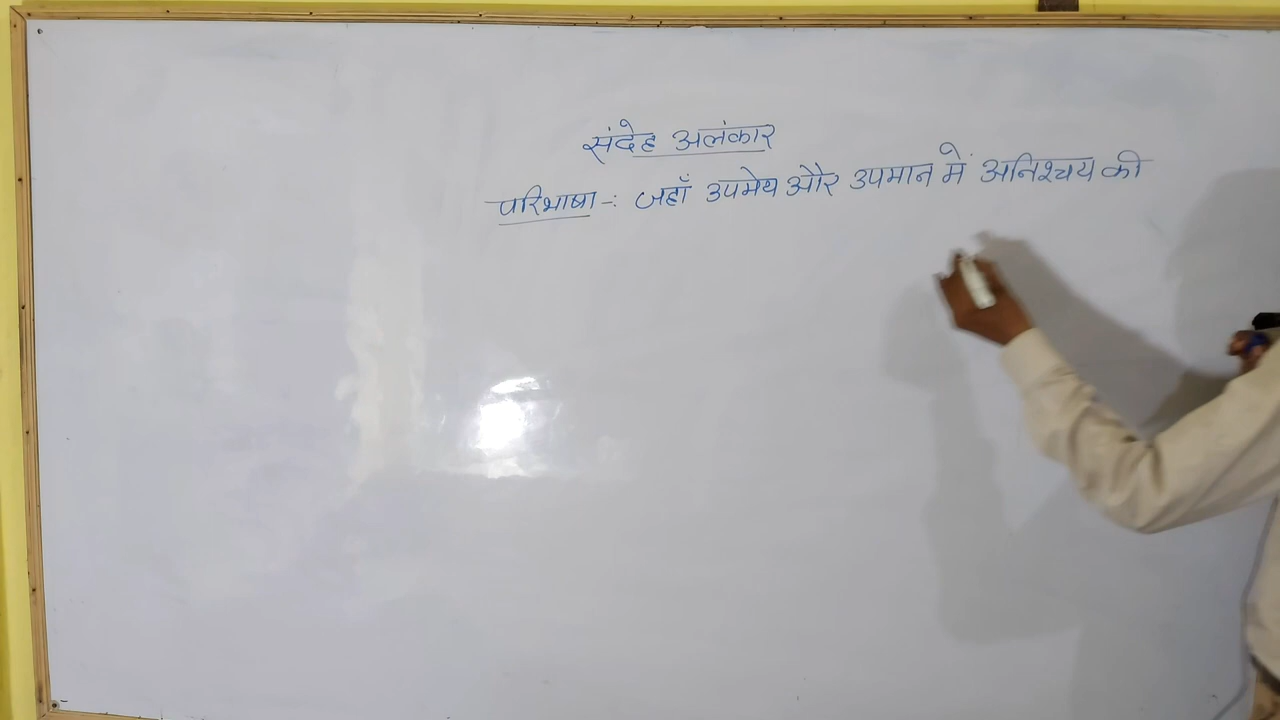 संदेह अलंकार
परिभाषा -: जहाँ उपमेय और उपमान में अनिश्चय की